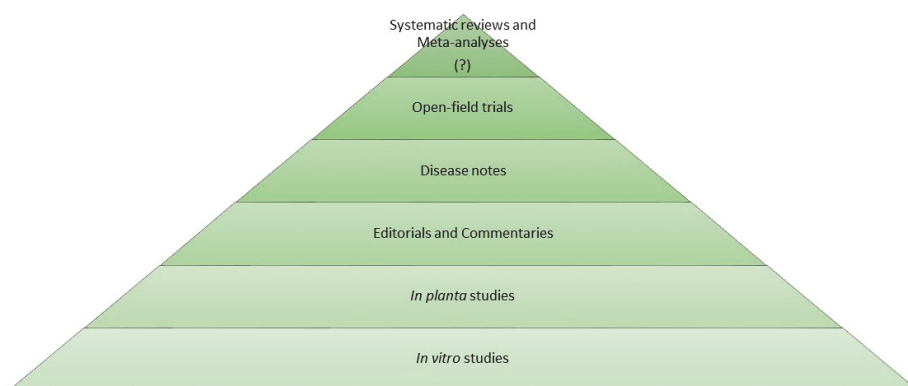 Systematic reviews and
Meta-analyses
(?)
Open-field trials
Disease notes
Editorials and Commentaries
In planta studies
In vitro studies